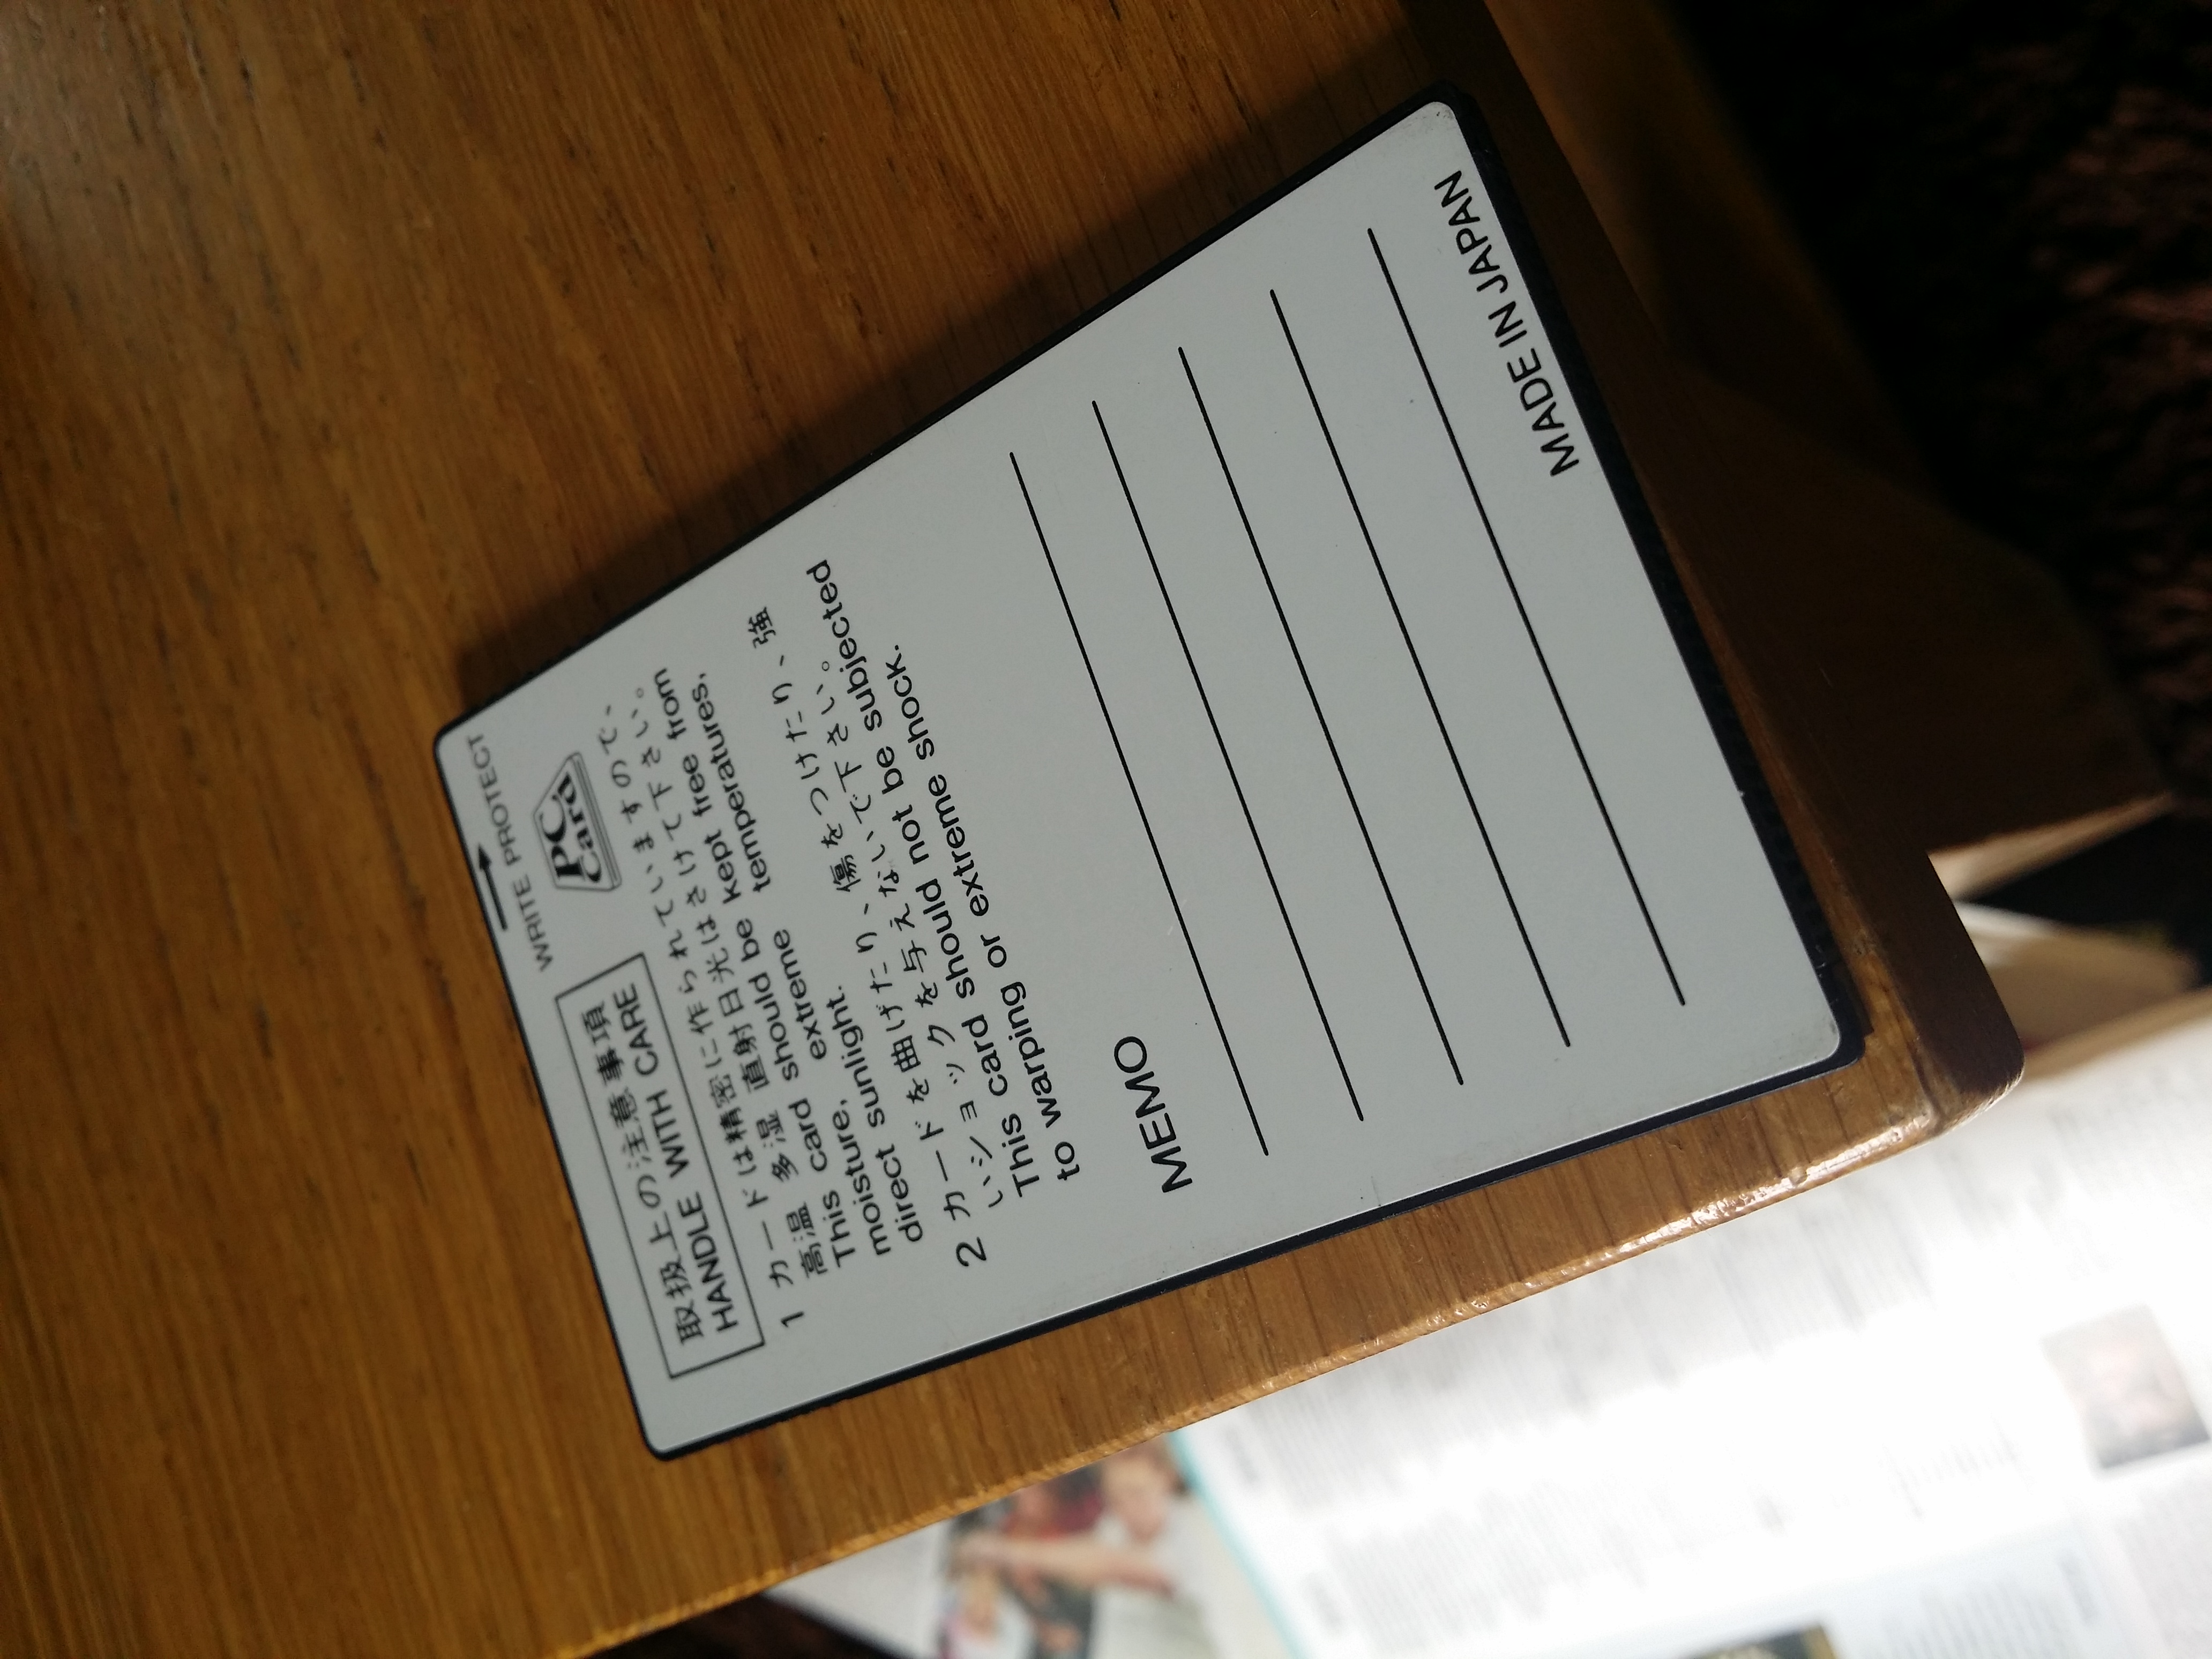 WRITE PROTECT
PC
Card
取扱上の注意事項
HANDLE WITH CARE
1 カードは精密に作られていますので、
高温 多湿 直射日光はさけて下さい。
This card should be kept free from
moisture, extreme temperatures,
direct sunlight.
2 カードを曲げたり、傷をつけたり、強
いショックを与えないで下さい。
This card should not be subjected
to warping or extreme shock.
MEMO
MADE IN JAPAN